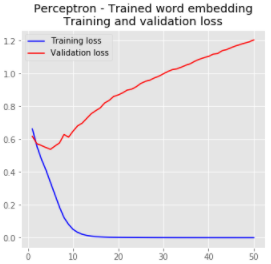 Perceptron - Trained word embedding
Training and validation loss
Training loss
Validation loss
1.2
1.0
0.8
0.6
0.4
0.2
0.0
0 10 20 30 40 50